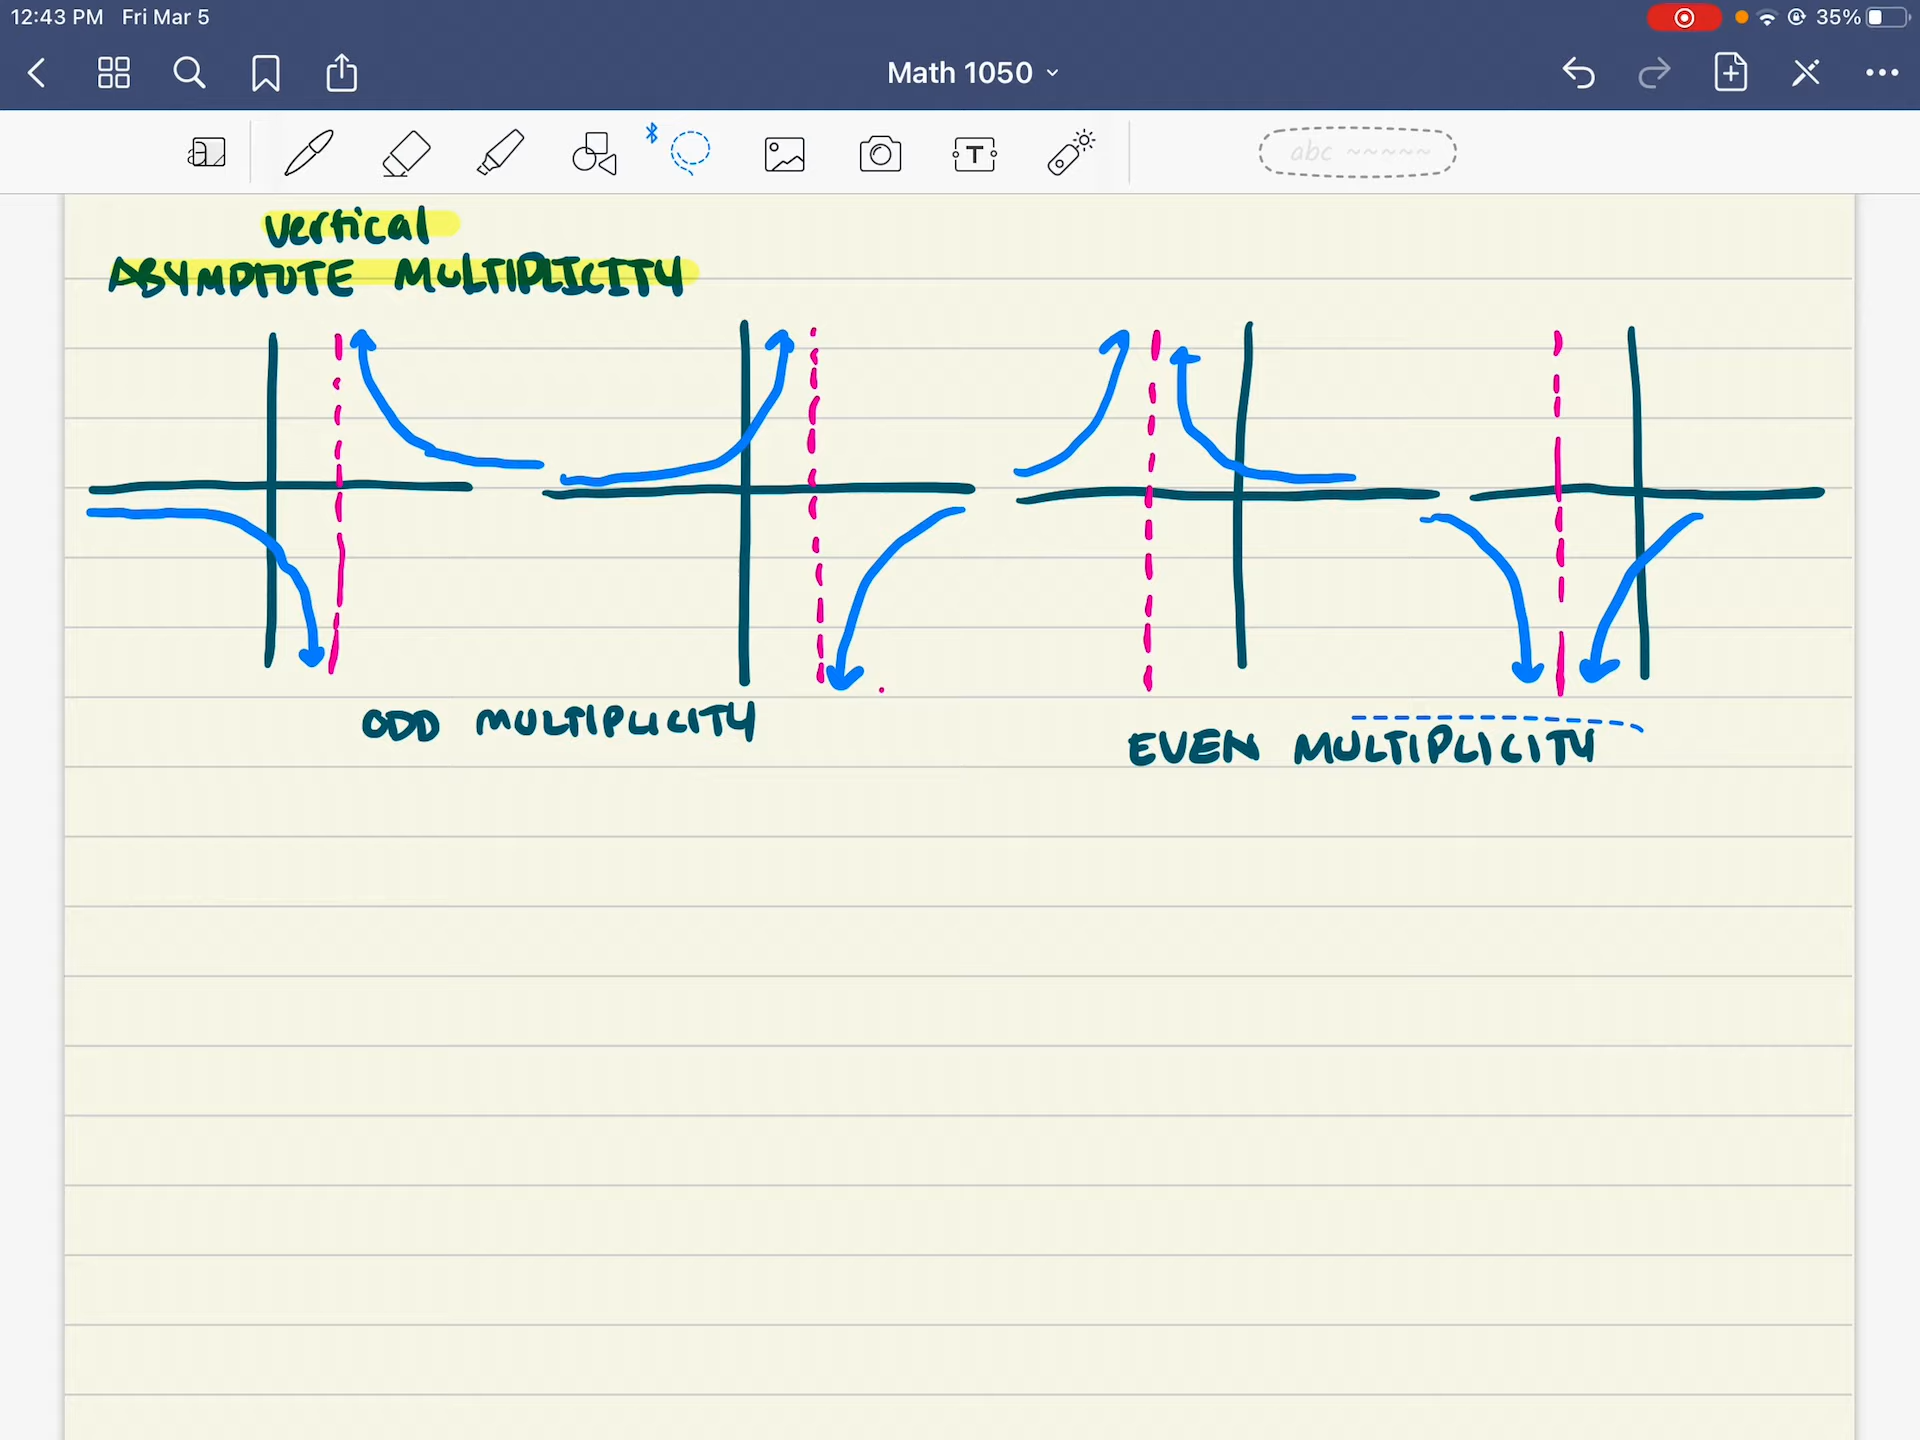 12:43 PM Fri Mar 5
35%
Math 1050
a
T
abc
Vertical
ASYMPTOTE MULTIPLICITY
ODD MULTIPLICITY
EVEN MULTIPLICITY